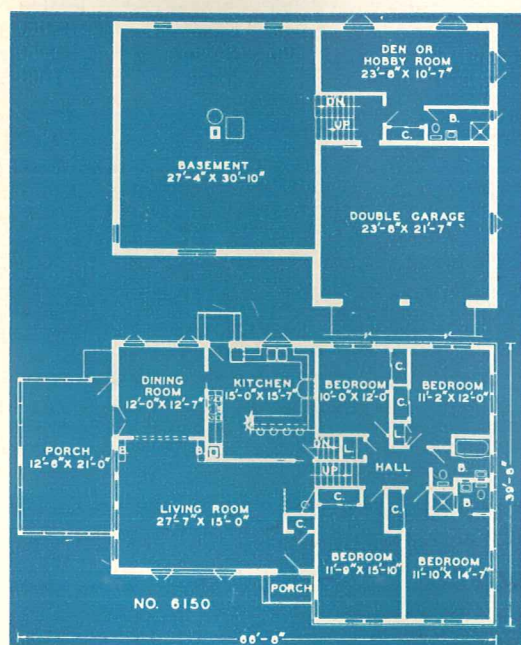 DEN OR
HOBBY ROOM
23'-8" X 10'-7"
DN.
UP
C.
B.
BASEMENT
27'-4" X 30'-10"
DOUBLE GARAGE
23'-8" X 21'-7"
DINING
ROOM
12'-0" X 12'-7"
KITCHEN
15'-0" X 15'-7"
BEDROOM
10'-0" X 12'-0"
C.
C.
BEDROOM
11'-2" X 12'-0"
L.
L.
PORCH
12'-6" X 21'-0"
B.
B.
DN.
UP
HALL
B.
B.
39'-8"
LIVING ROOM
27'-7" X 15'-0"
C.
C.
C.
BEDROOM
11'-9" X 15'-10"
BEDROOM
11'-10" X 14'-7"
PORCH
NO. 6150
66'-8"